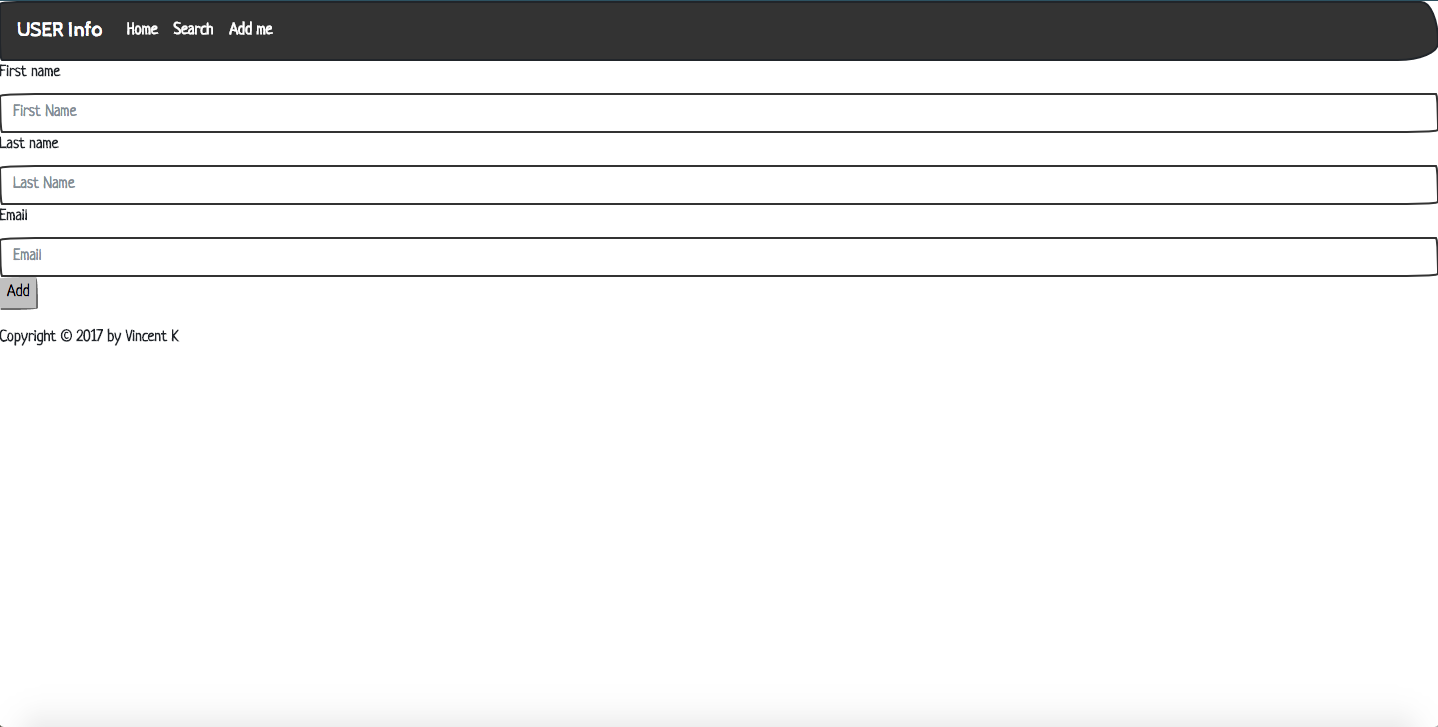 USER Info Home Search Add me
First name
First Name
Last name
Last Name
Email
Email
Add
Copyright © 2017 by Vincent K